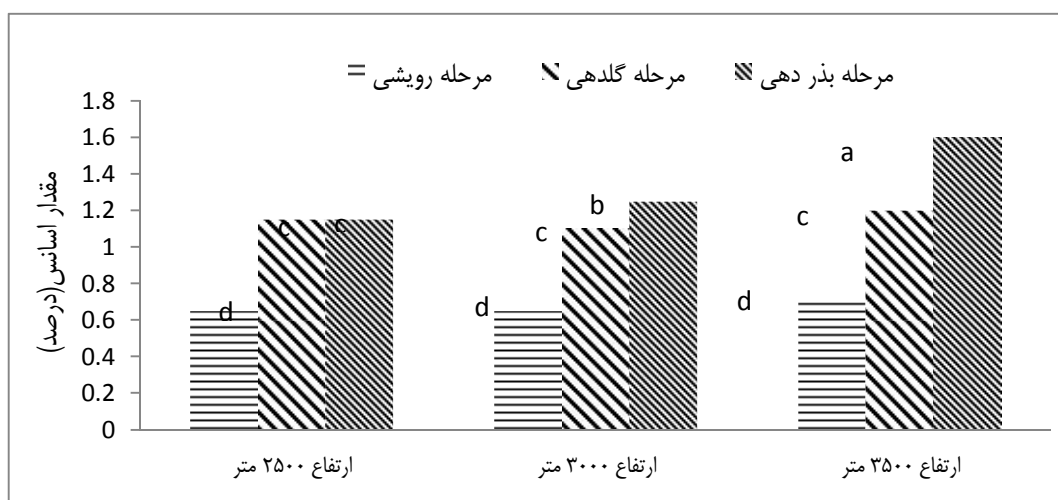 مرحله رویشی مرحله گلدهی مرحله بذر دهی
مقدار اسانس(درصد)
1.8
1.6
1.4
1.2
1
0.8
0.6
0.4
0.2
0
d c c
d c b
d c a
ارتفاع ۲۵۰۰ متر ارتفاع ۳۰۰۰ متر ارتفاع ۳۵۰۰ متر